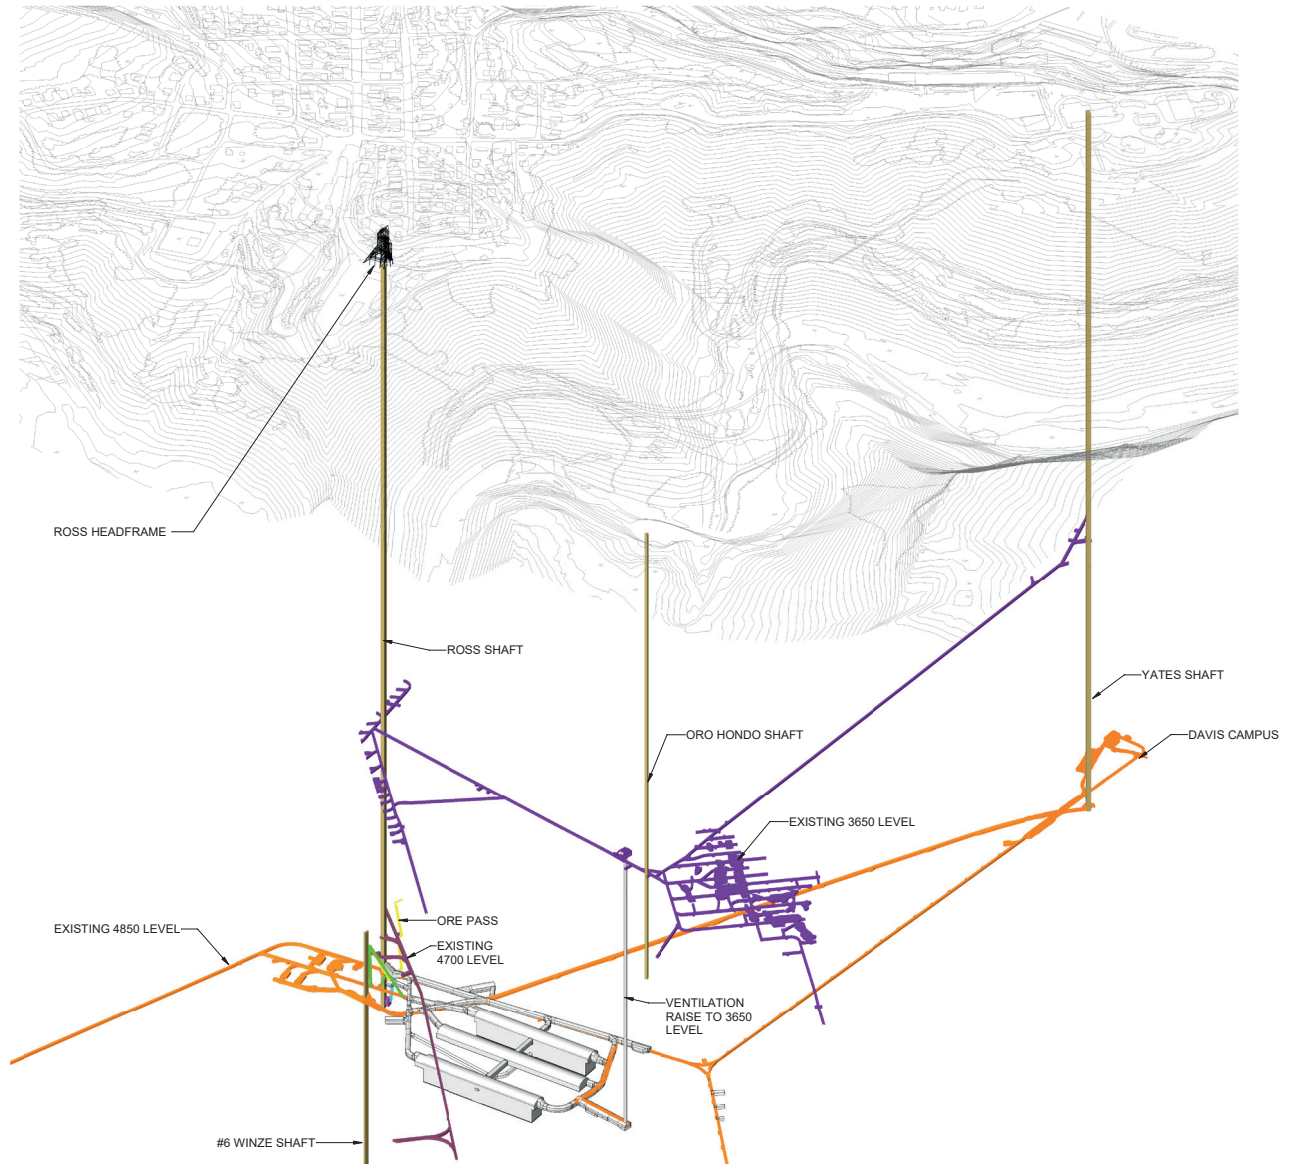 ROSS HEADFRAME
ROSS SHAFT
YATES SHAFT
ORO HONDO SHAFT
DAVIS CAMPUS
EXISTING 3650 LEVEL
ORE PASS
EXISTING 4850 LEVEL
EXISTING
4700 LEVEL
VENTILATION
RAISE TO 3650
LEVEL
#6 WINZE SHAFT